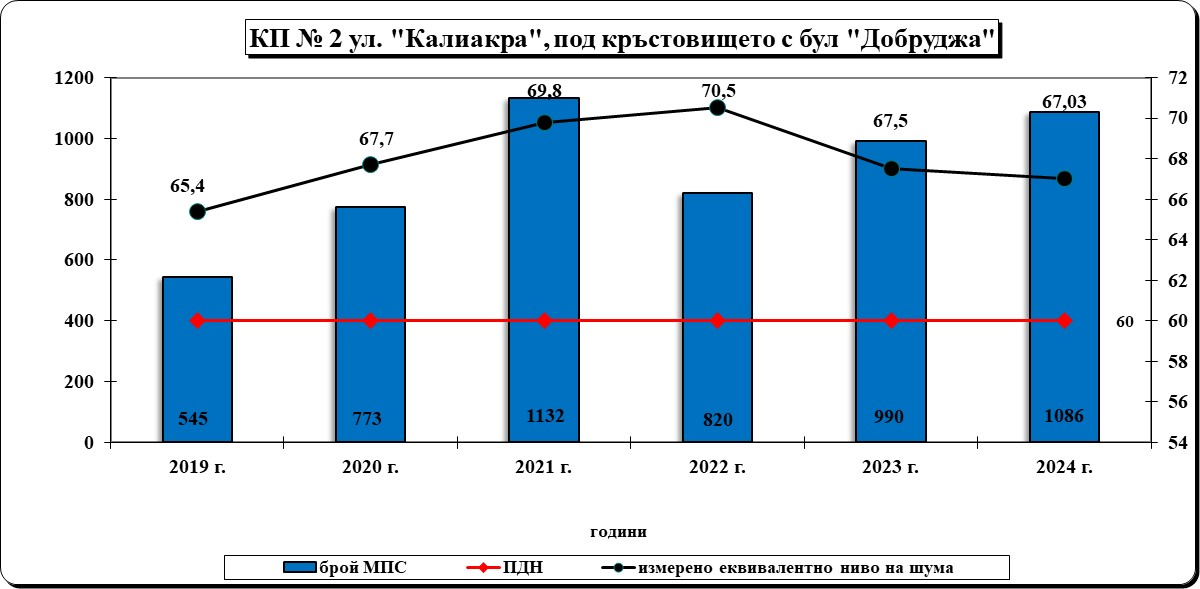 КП № 2 ул. "Калиакра", под кръстовището с бул "Добруджа"
1200 72
1000 70
800 68
600 66
400 64
200 62
0 60
58
56
54
65,4 67,7 69,8 70,5 67,5 67,03
60
545 773 1132 820 990 1086
2019 г. 2020 г. 2021 г. 2022 г. 2023 г. 2024 г.
години
брой МПС ПДН измерено еквивалентно ниво на шума